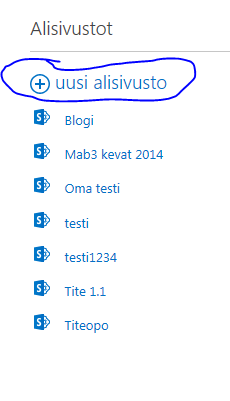 Alisivustot
uusi alisivusto
Blogi
Mab3 kevat 2014
Oma testi
testi
testi1234
Tite 1.1
Titeopo